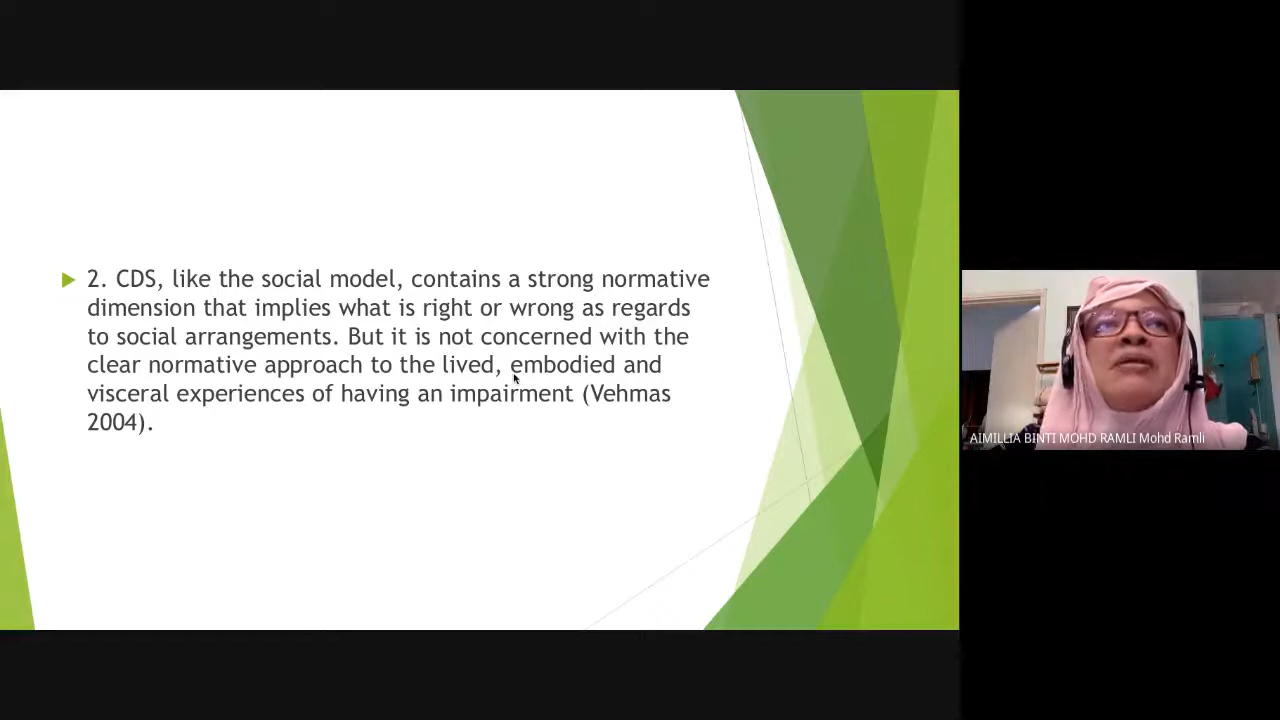 2. CDS, like the social model, contains a strong normative
dimension that implies what is right or wrong as regards
to social arrangements. But it is not concerned with the
clear normative approach to the lived, embodied and
visceral experiences of having an impairment (Vehmas
2004).
AIMILLIA BINTI MOHD RAMLI Mohd Ramli